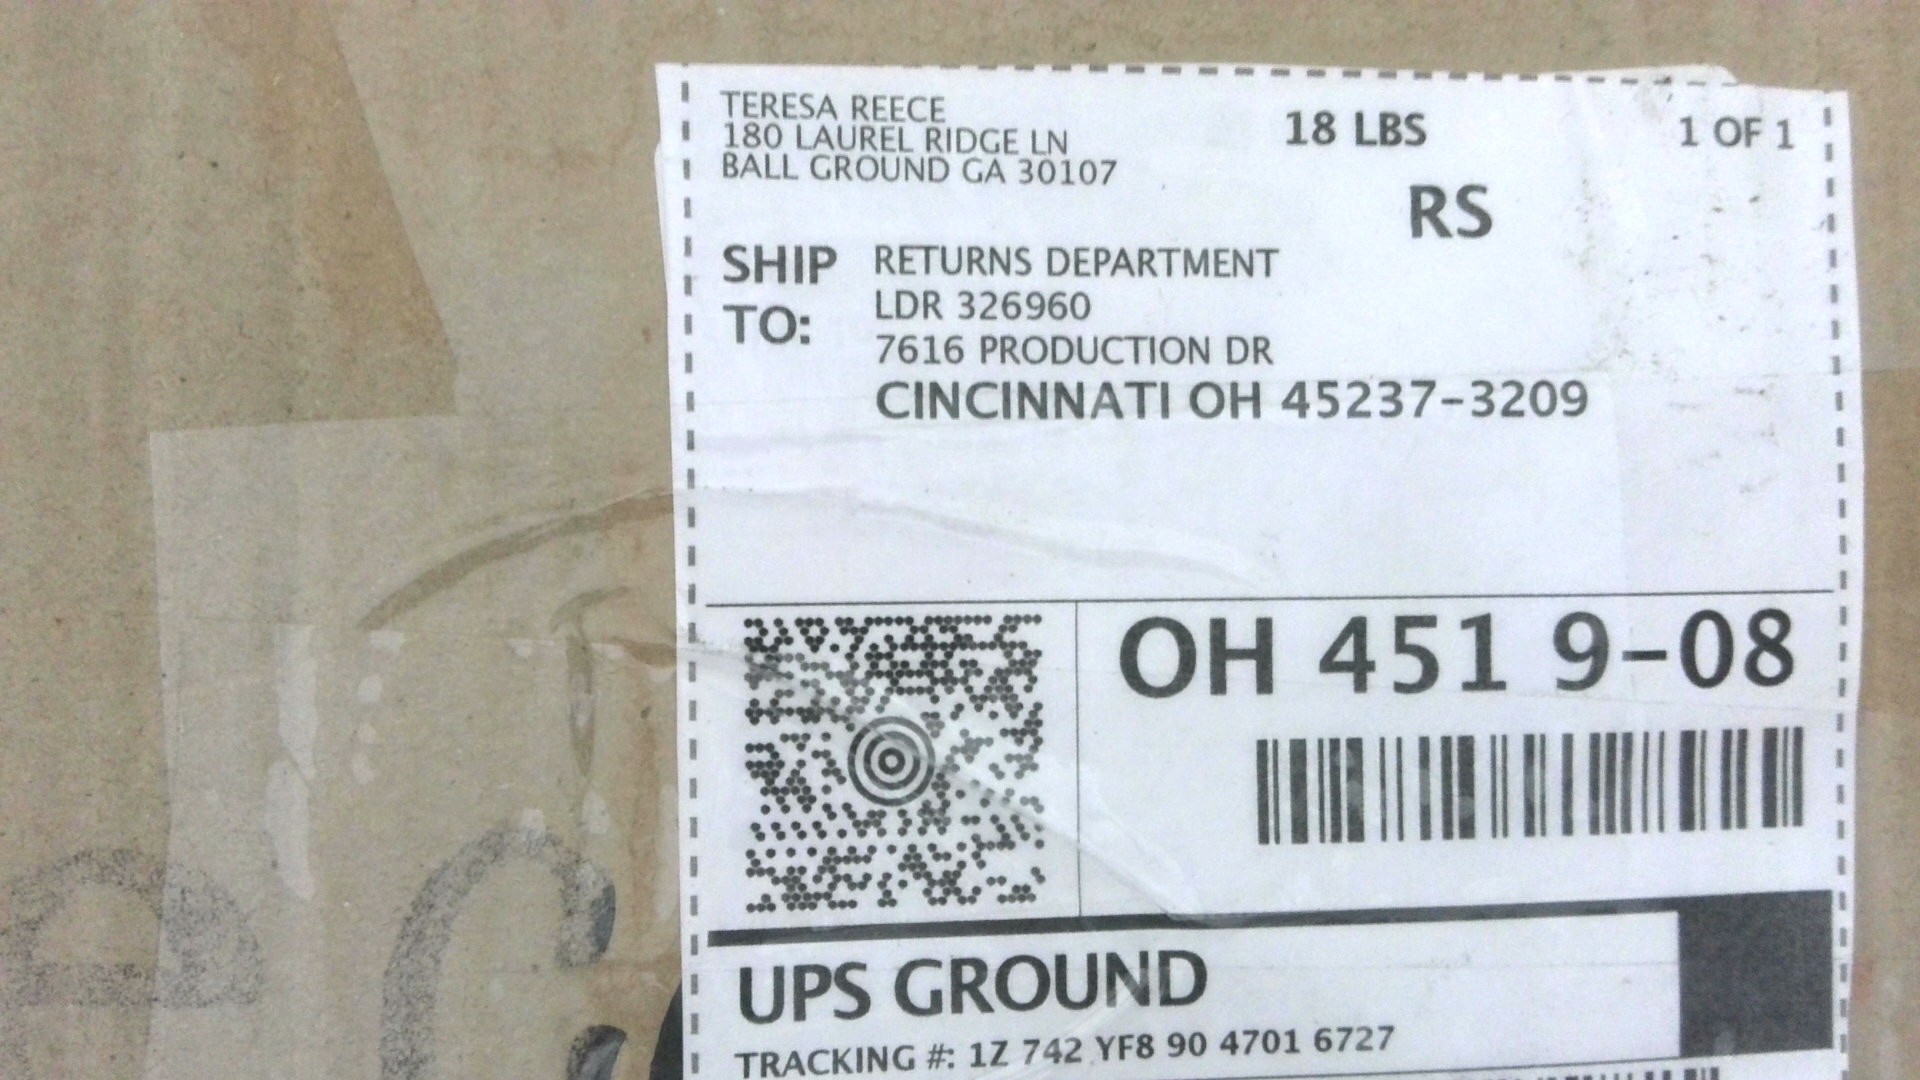 TERESA REECE
180 LAUREL RIDGE LN
BALL GROUND GA 30107
18 LBS
1 OF 1
RS
SHIP TO:
RETURNS DEPARTMENT
LDR 326960
7616 PRODUCTION DR
CINCINNATI OH 45237-3209
OH 451 9-08
UPS GROUND
TRACKING #: 1Z 742 YF8 90 4701 6727